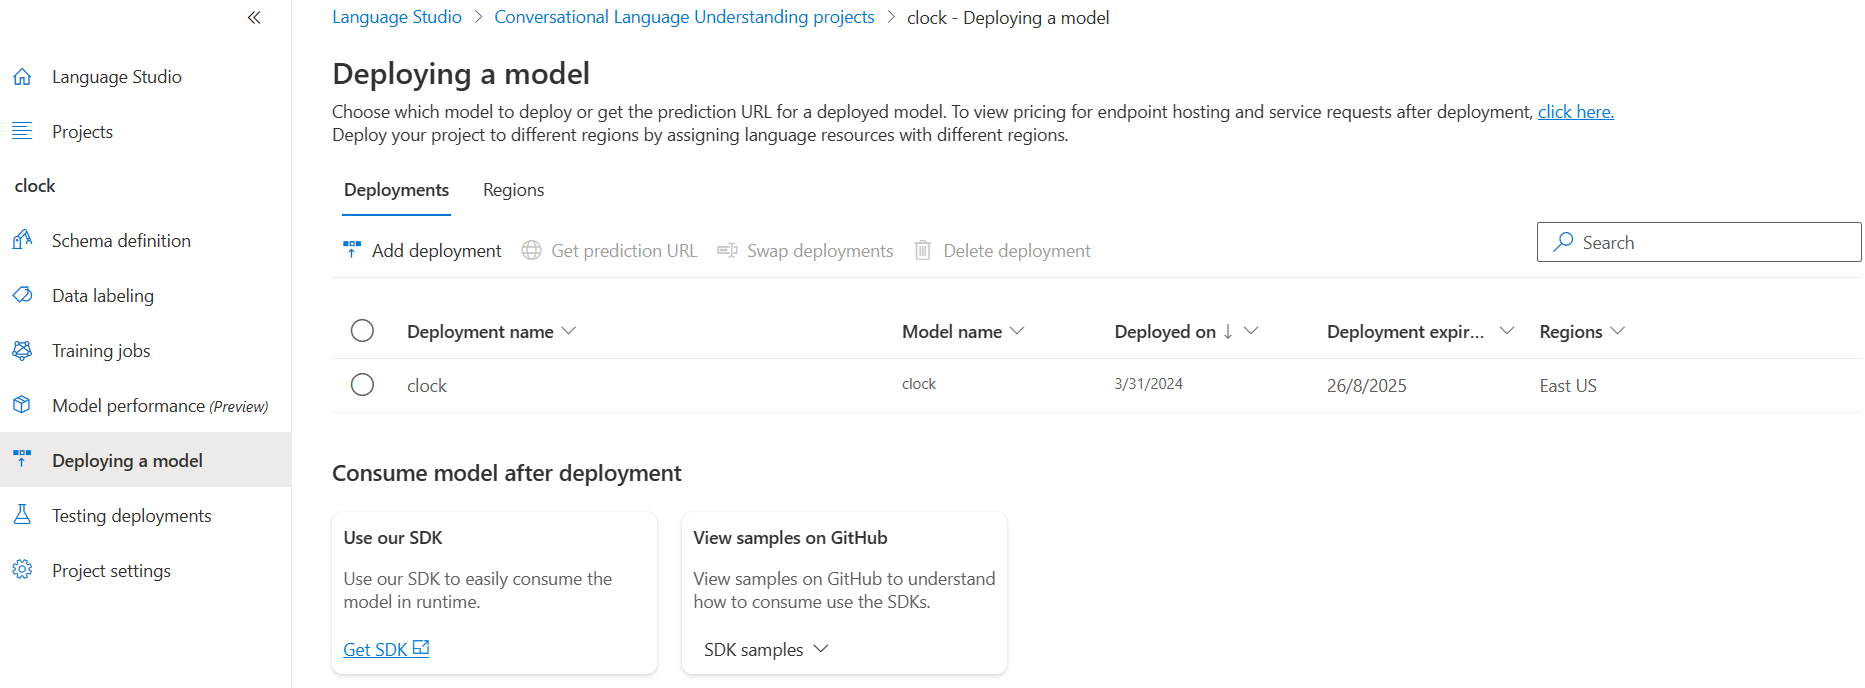 Language Studio > Conversational Language Understanding projects > clock - Deploying a model
Language Studio
Projects
clock
Schema definition
Data labeling
Training jobs
Model performance (Preview)
Deploying a model
Testing deployments
Project settings
Deploying a model
Choose which model to deploy or get the prediction URL for a deployed model. To view pricing for endpoint hosting and service requests after deployment, click here.
Deploy your project to different regions by assigning language resources with different regions.
Deployments Regions
Add deployment Get prediction URL Swap deployments Delete deployment Search
Deployment name Model name Deployed on ↓ Deployment expir... Regions
clock clock 3/31/2024 26/8/2025 East US
Consume model after deployment
Use our SDK
Use our SDK to easily consume the
model in runtime.
Get SDK
View samples on GitHub
View samples on GitHub to understand
how to consume use the SDKs.
SDK samples